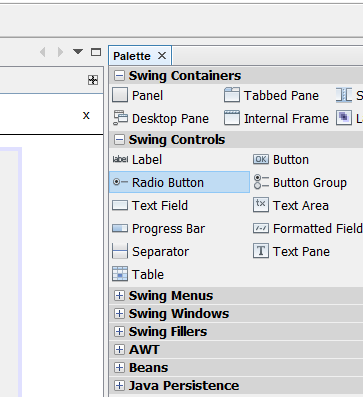 Palette ×
Swing Containers
Panel Tabbed Pane
Desktop Pane Internal Frame
x
Swing Controls
label Label OK Button
Radio Button Button Group
Text Field Text Area
Progress Bar Formatted Field
Separator T Text Pane
Table
Swing Menus
Swing Windows
Swing Fillers
AWT
Beans
Java Persistence